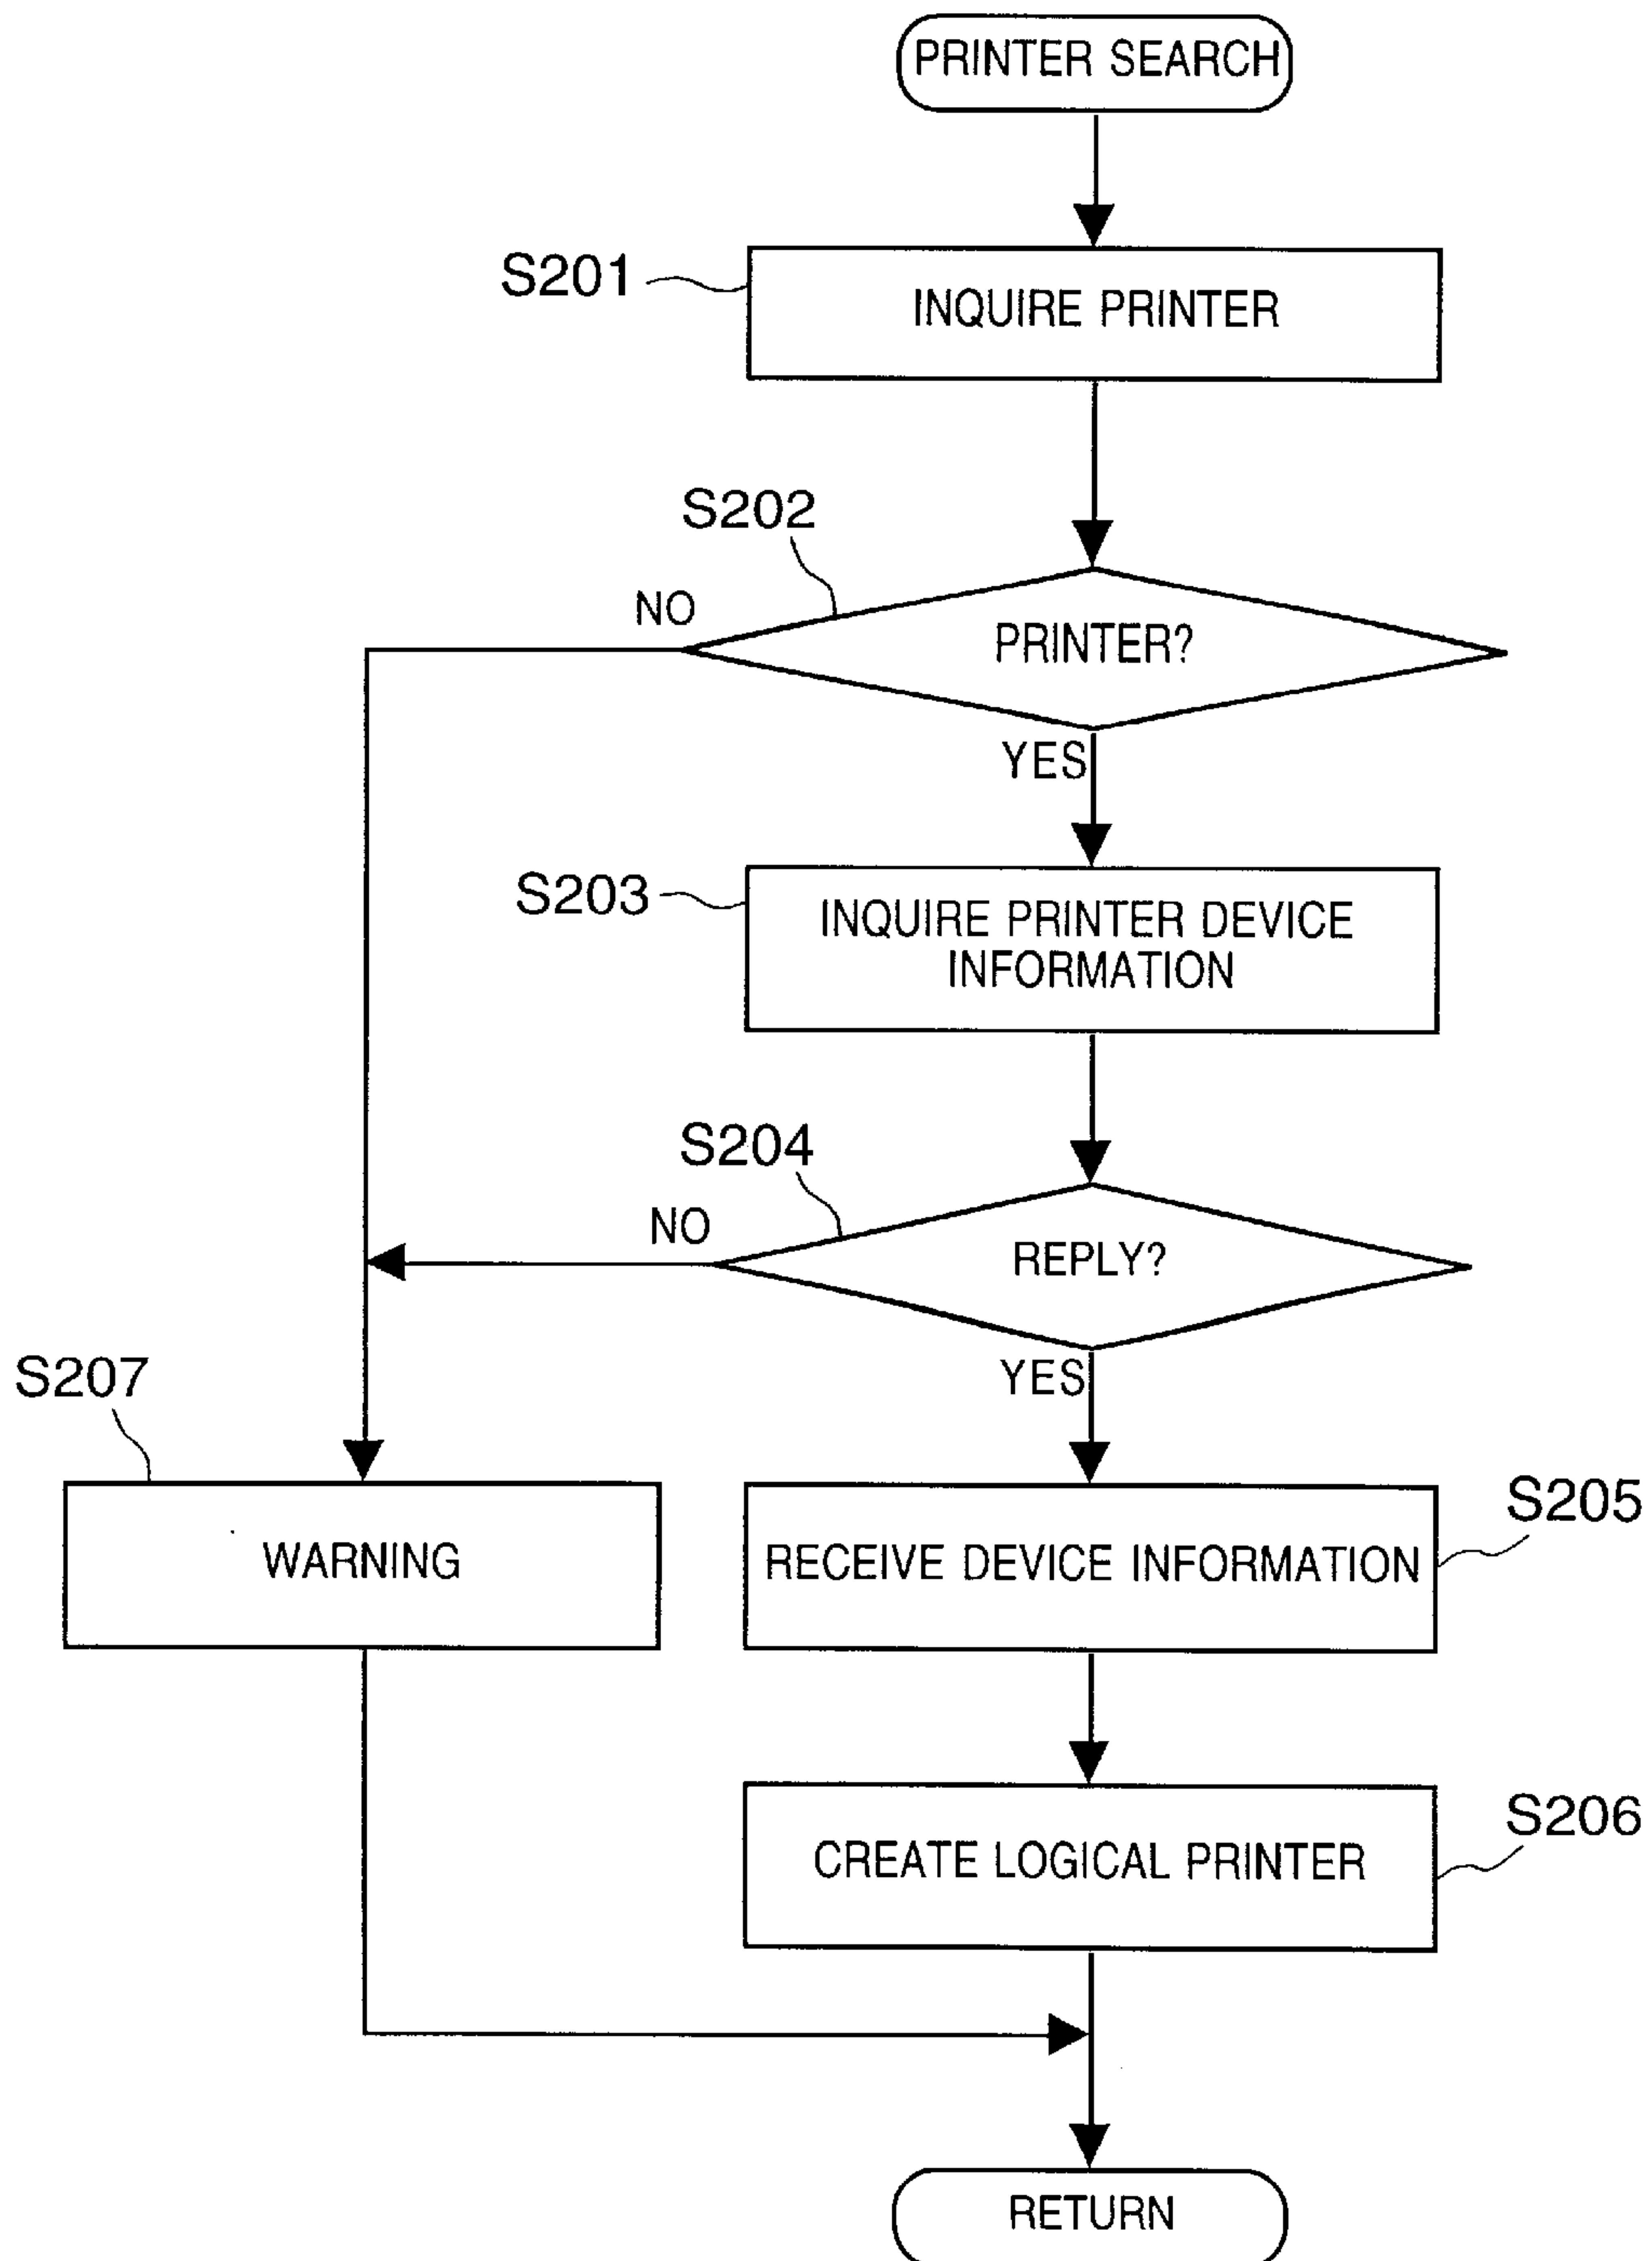 PRINTER SEARCH
S201
INQUIRE PRINTER
S202
NO
PRINTER?
YES
S203
INQUIRE PRINTER DEVICE
INFORMATION
S204
NO
REPLY?
YES
S207
WARNING
S205
RECEIVE DEVICE INFORMATION
S206
CREATE LOGICAL PRINTER
RETURN